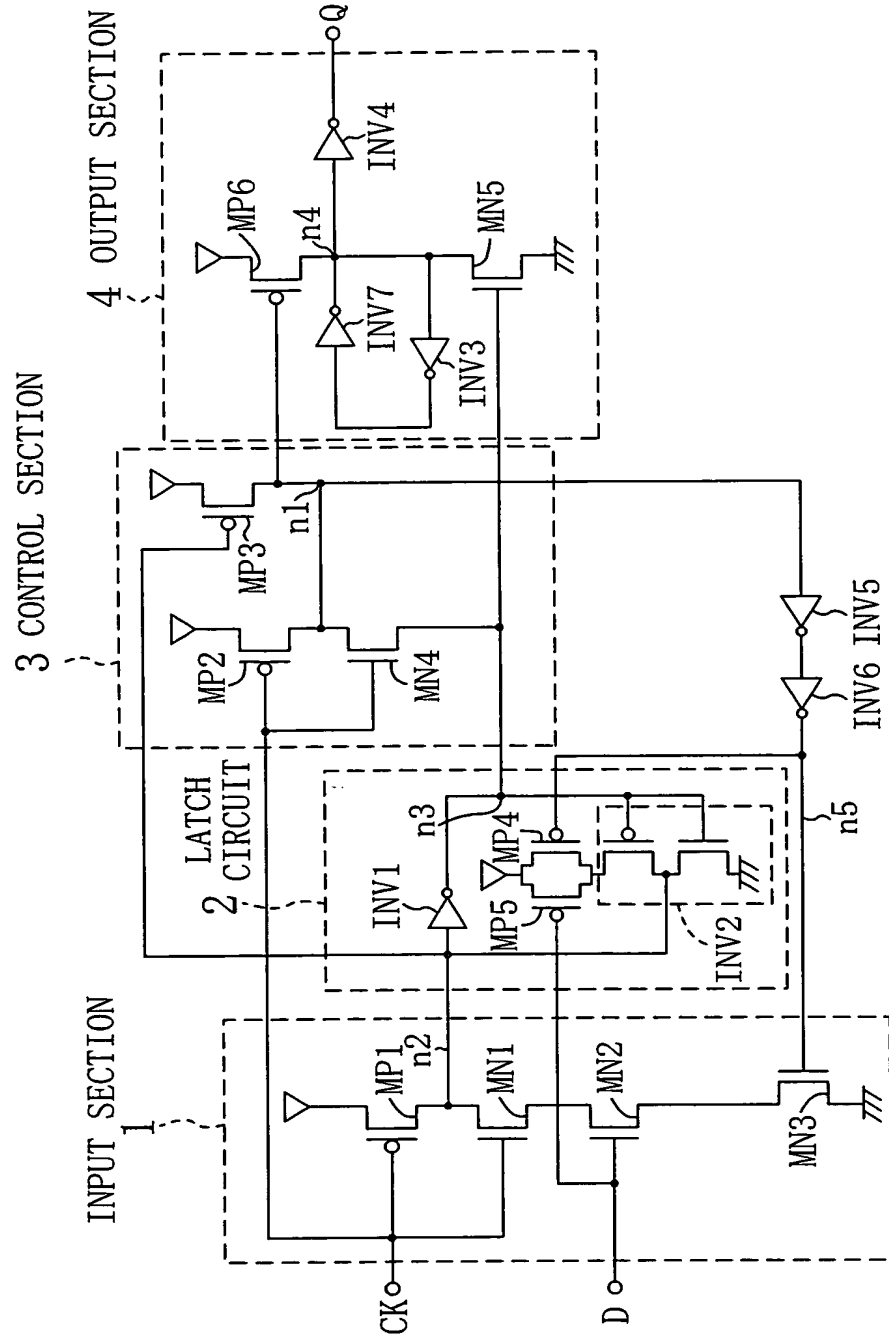 INPUT SECTION
1
LATCH
CIRCUIT
2
3 CONTROL SECTION
4 OUTPUT SECTION
CK
D
Q
MP1
MN1
MN2
MN3
n2
INV1
n3
MP4
MP5
INV2
MP2
MN4
MP3
n1
MP6
n4
INV7
INV4
INV3
MN5
n5
INV6
INV5